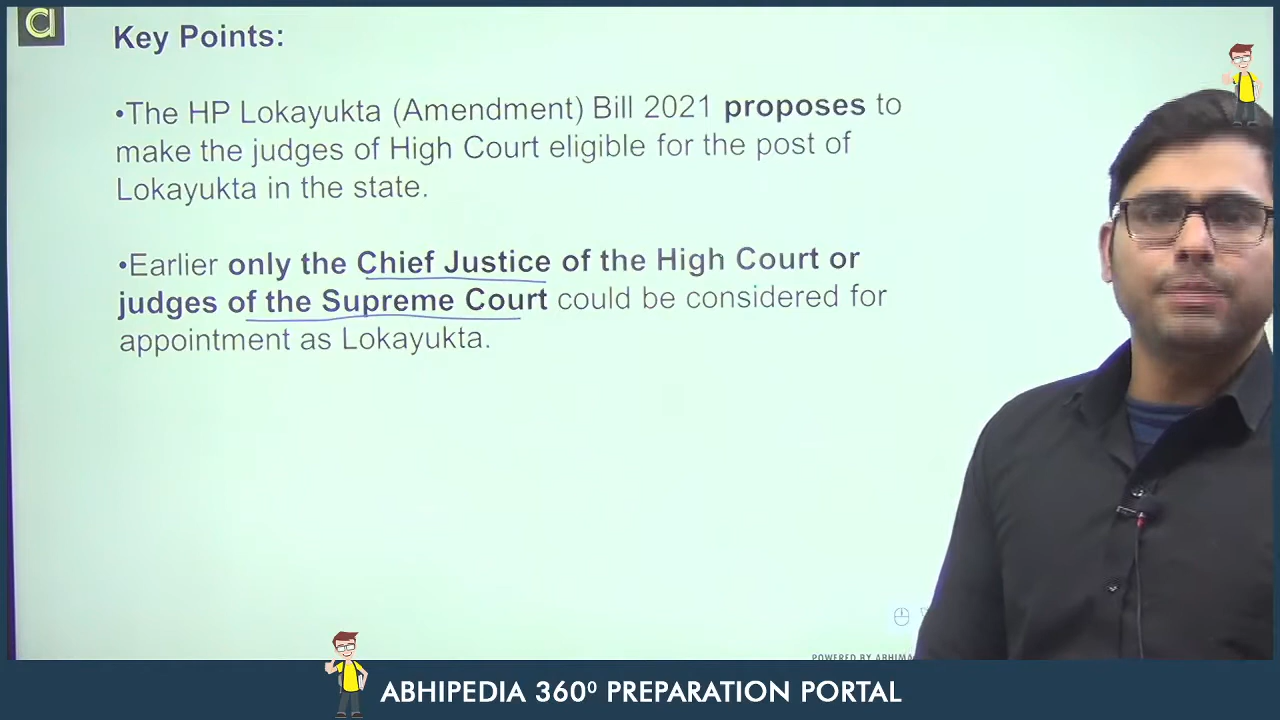 a
Key Points:
•The HP Lokayukta (Amendment) Bill 2021 proposes to
make the judges of High Court eligible for the post of
Lokayukta in the state.
•Earlier only the Chief Justice of the High Court or
judges of the Supreme Court could be considered for
appointment as Lokayukta.
POWERED BY
ABHIPEDIA 360⁰ PREPARATION PORTAL